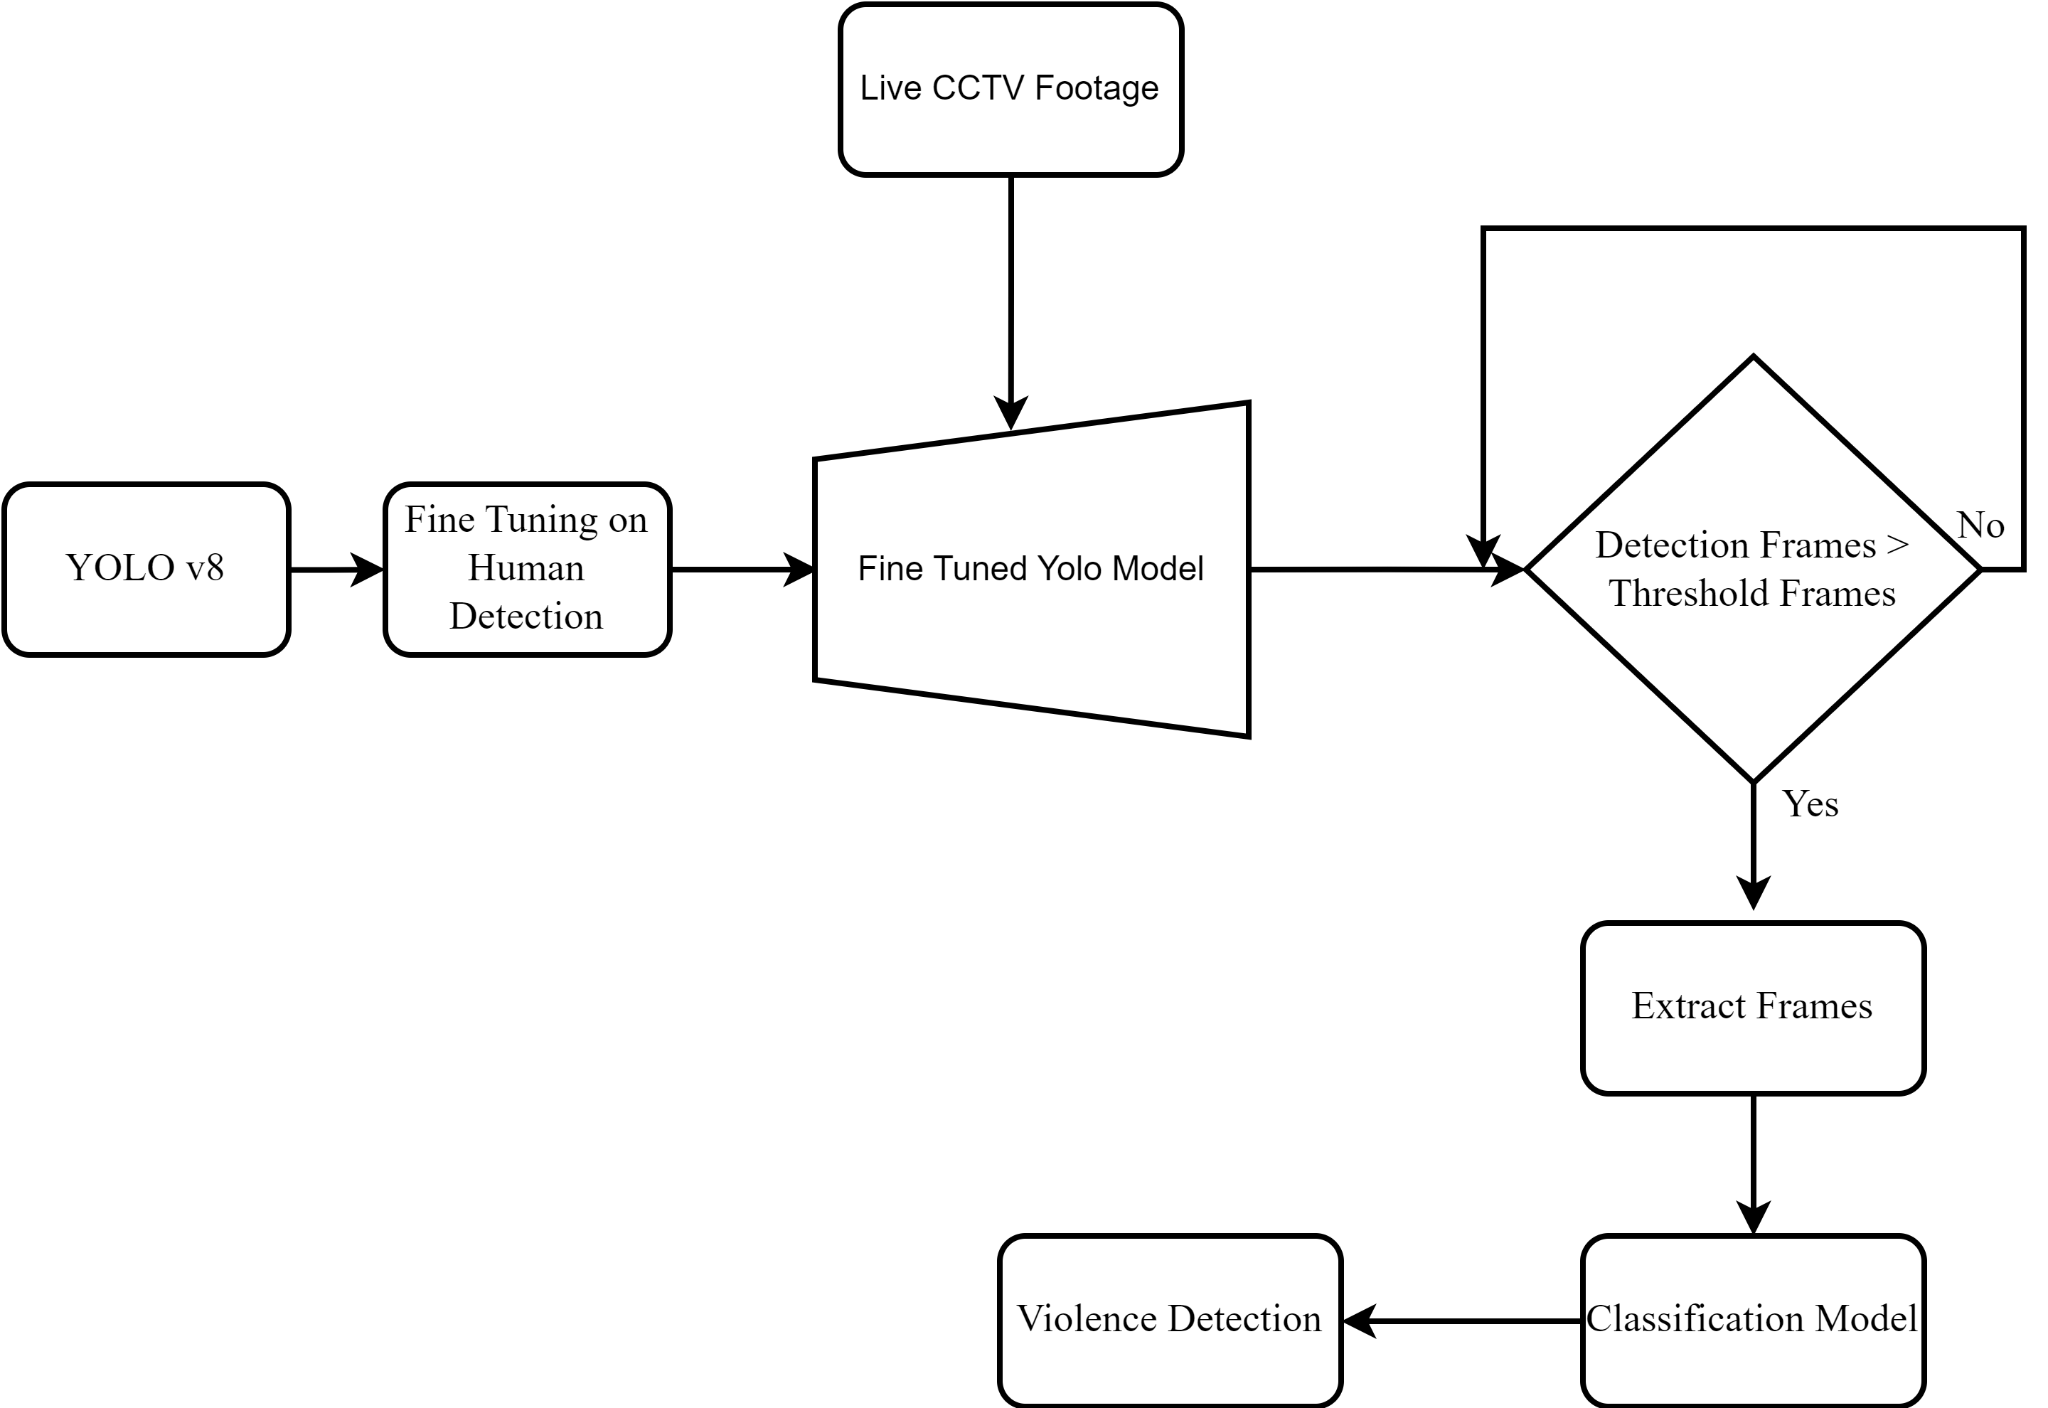 Live CCTV Footage
YOLO v8
Fine Tuning on
Human
Detection
Fine Tuned Yolo Model
Detection Frames >
Threshold Frames
No
Yes
Extract Frames
Classification Model
Violence Detection